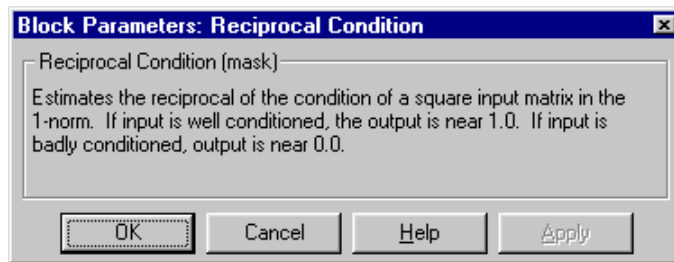 Block Parameters: Reciprocal Condition
Reciprocal Condition (mask)
Estimates the reciprocal of the condition of a square input matrix in the
1-norm. If input is well conditioned, the output is near 1.0. If input is
badly conditioned, output is near 0.0.
OK Cancel Help Apply